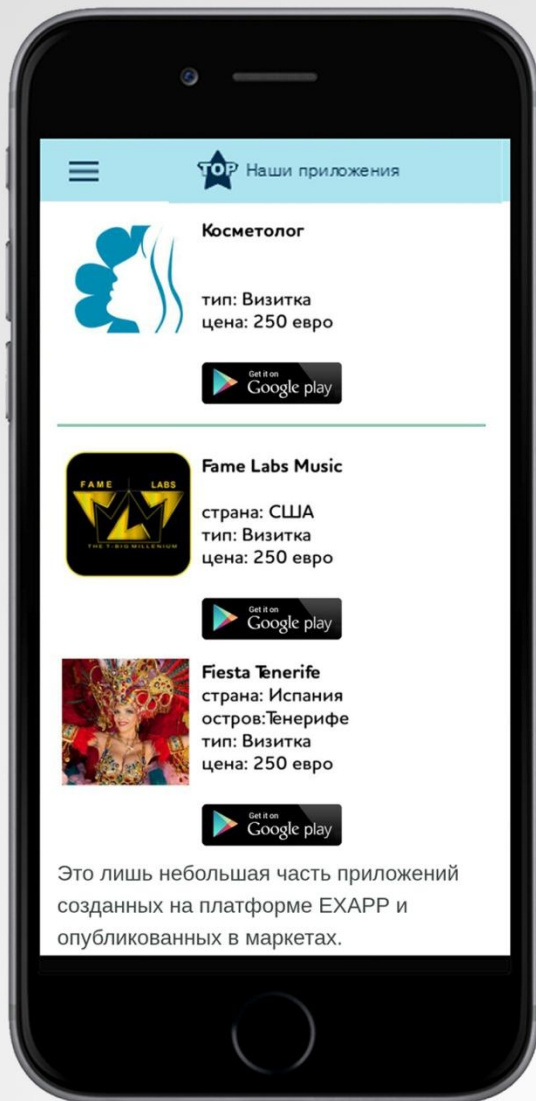 TOP Наши приложения
Косметолог
тип: Визитка
цена: 250 евро
Get it on
Google play
FAME LABS
THE T-BIG MILLENIUM
Fame Labs Music
страна: США
тип: Визитка
цена: 250 евро
Get it on
Google play
Fiesta Tenerife
страна: Испания
остров:Тенерифе
тип: Визитка
цена: 250 евро
Get it on
Google play
Это лишь небольшая часть приложений
созданных на платформе EXAPP и
опубликованных в маркетах.